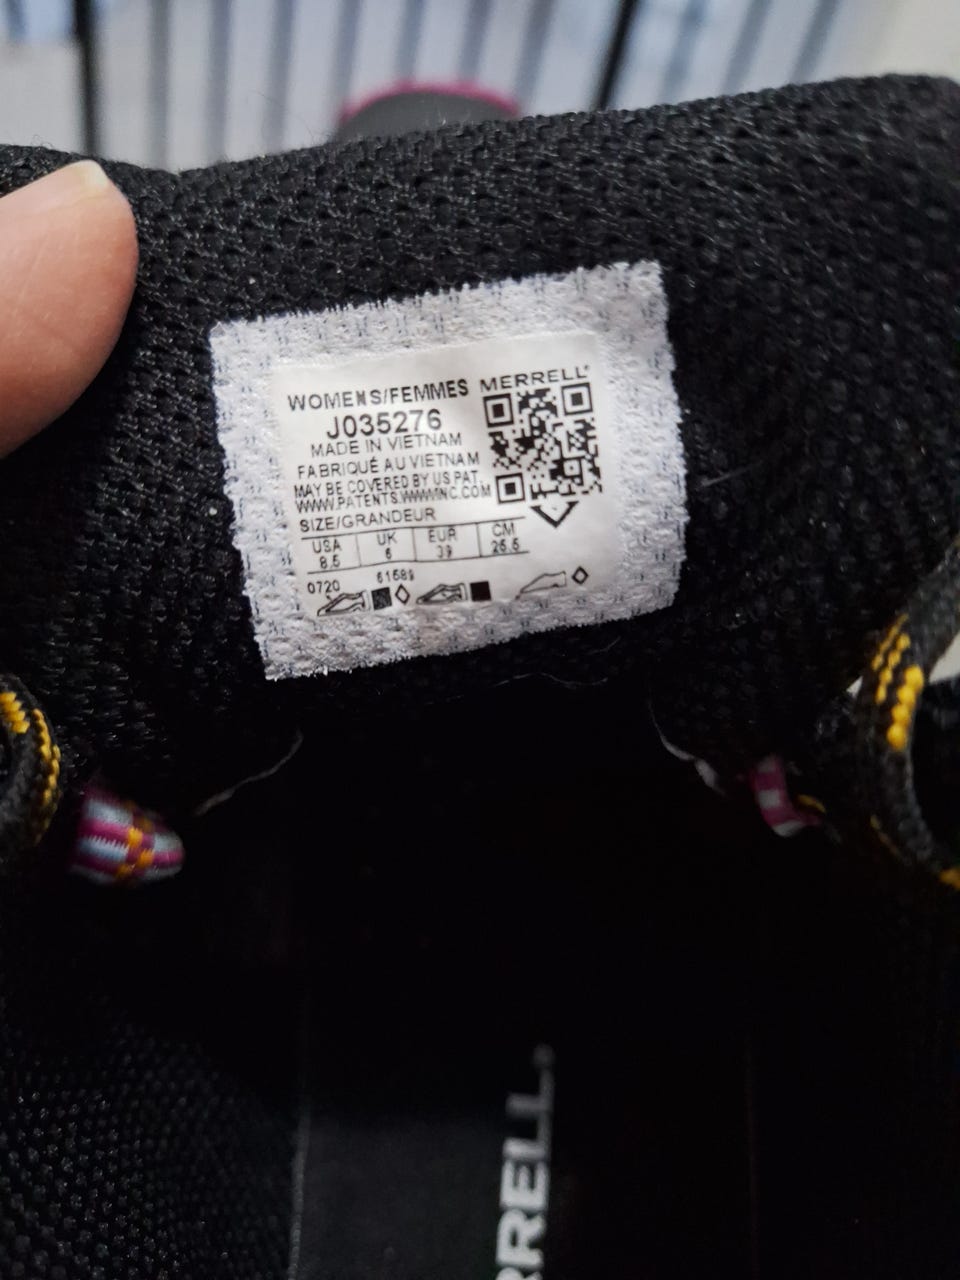 WOMENS/FEMMES
MERRELL
J035276
MADE IN VIETNAM
FABRIQUÉ AU VIETNAM
MAY BE COVERED BY US PAT.
WWW.PATENTS.WWWINC.COM
SIZE/GRANDEUR
USA UK EUR CM
8.5 6 39 25.5
0720 61589
RRELL